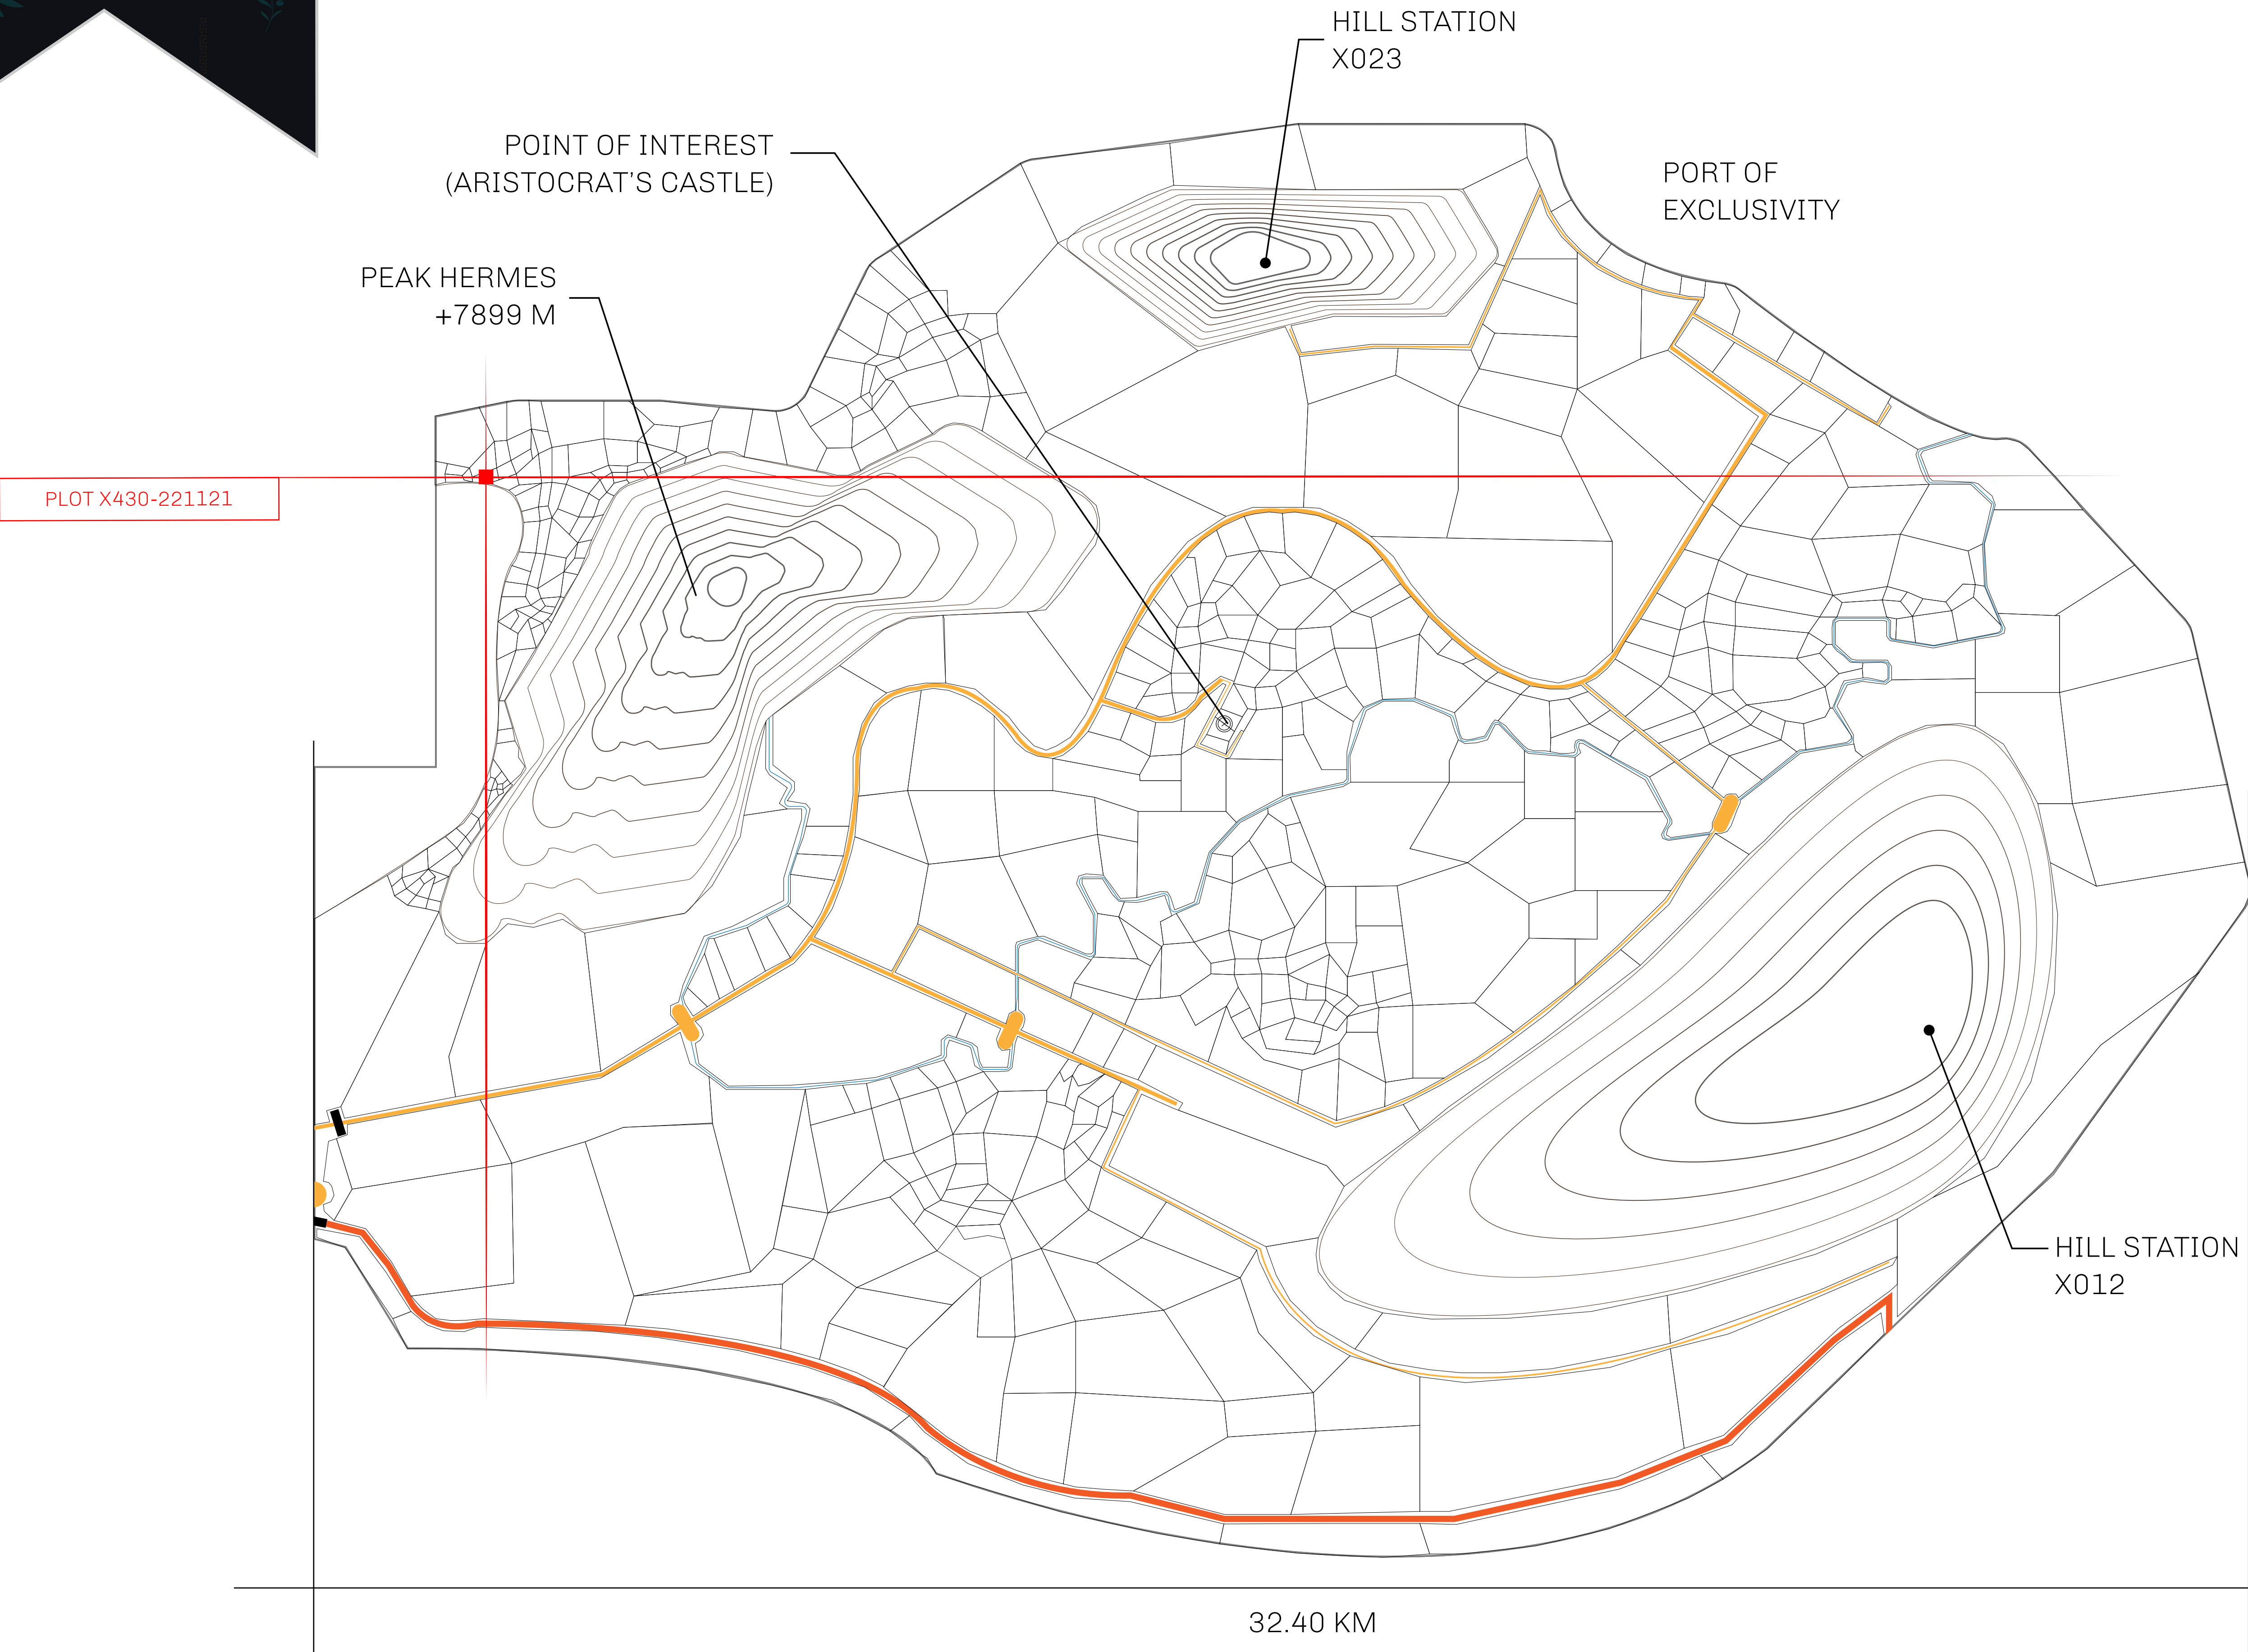 HILL STATION
X023
POINT OF INTEREST
(ARISTOCRAT'S CASTLE)
PORT OF
EXCLUSIVITY
PEAK HERMES
+7899 M
PLOT X430-221121
HILL STATION
X012
32.40 KM